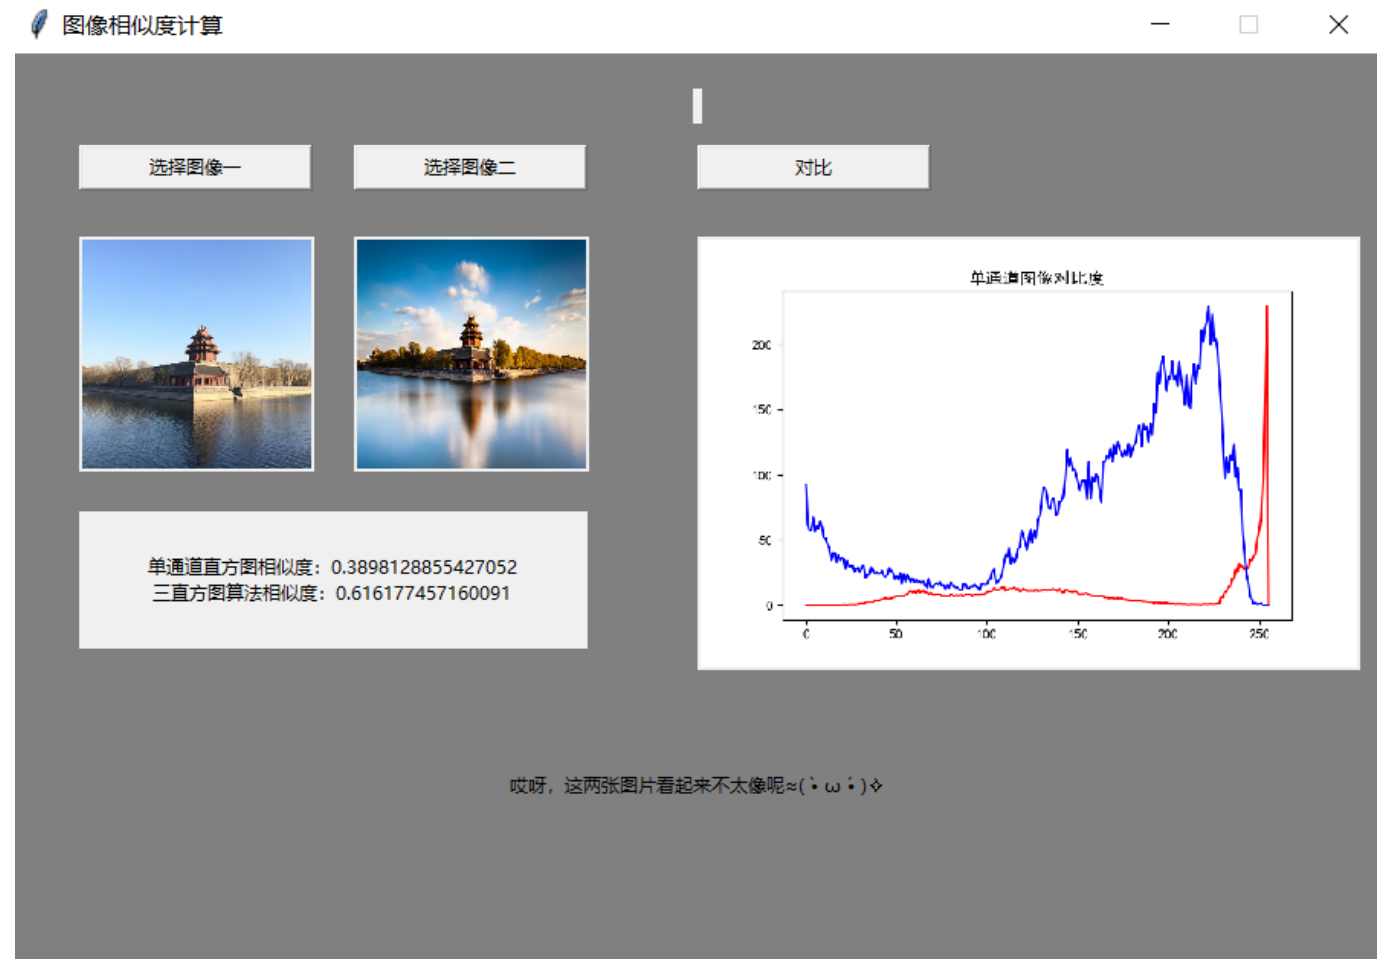 图像相似度计算
选择图像一
选择图像二
对比
单通道图像对比度
200
150
100
50
0
0
50
100
150
200
250
单通道直方图相似度：0.3898128855427052
三直方图算法相似度：0.616177457160091
哎呀，这两张图片看起来不太像呢≈(•̀ω•́)✧